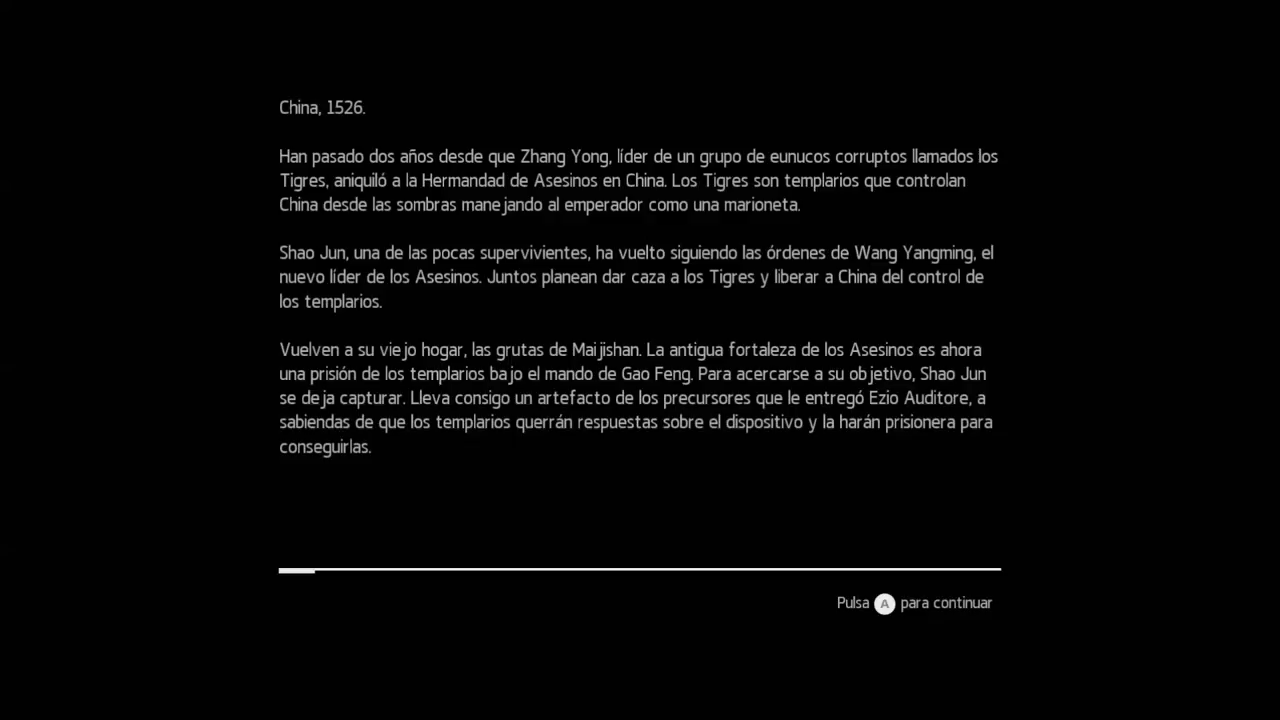 China, 1526.
Han pasado dos años desde que Zhang Yong, líder de un grupo de eunucos corruptos llamados los
Tigres, aniquiló a la Hermandad de Asesinos en China. Los Tigres son templarios que controlan
China desde las sombras manejando al emperador como una marioneta.
Shao Jun, una de las pocas supervivientes, ha vuelto siguiendo las órdenes de Wang Yangming, el
nuevo líder de los Asesinos. Juntos planean dar caza a los Tigres y liberar a China del control de
los templarios.
Vuelven a su viejo hogar, las grutas de Maijishan. La antigua fortaleza de los Asesinos es ahora
una prisión de los templarios bajo el mando de Gao Feng. Para acercarse a su objetivo, Shao Jun
se deja capturar. Lleva consigo un artefacto de los precursores que le entregó Ezio Auditore, a
sabiendas de que los templarios querrán respuestas sobre el dispositivo y la harán prisionera para
conseguirlas.
Pulsa A para continuar